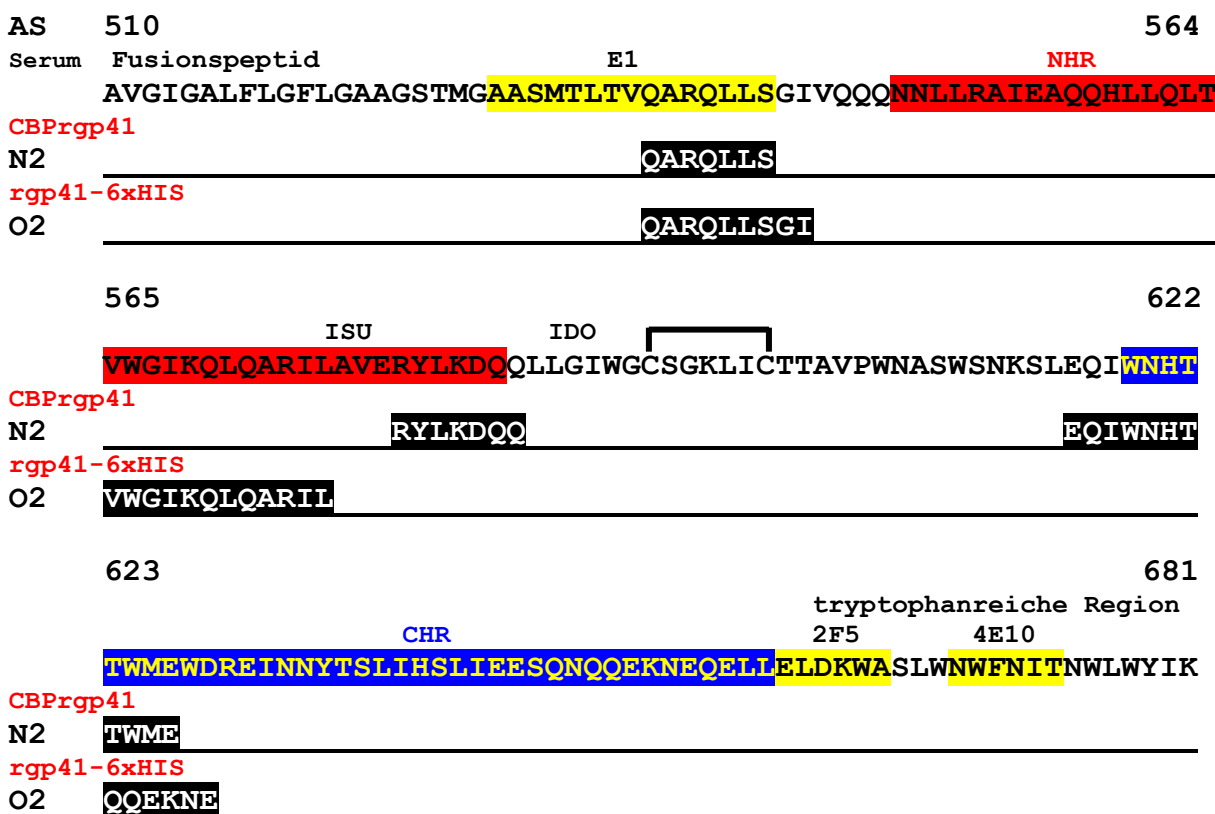 AS 510 564
Serum Fusionspeptid E1 NHR
AVGIGALFLGFLGAAGSTMGAASMTLTVQARQLLSGIVQQQNNLLRAIEAQQHLLQLT
CBPrgp41
N2 QARQLLS
rgp41-6xHIS
O2 QARQLLSGI
565 622
ISU IDO
VWGIKQLQARILAVERYLKDQQLLGIWGCSGKLICTTAVPWNASWSNKSLEQIWNHT
CBPrgp41
N2 RYLKDQQ EQIWNHT
rgp41-6xHIS
O2 VWGIKQLQARIL
623 681
tryptophanreiche Region
CHR 2F5 4E10
TWMEWDREINNYTSLIHSLIEESQNQQEKNEQELLELDKWASLWNWFNITNWLWYIK
CBPrgp41
N2 TWME
rgp41-6xHIS
O2 QQEKNE